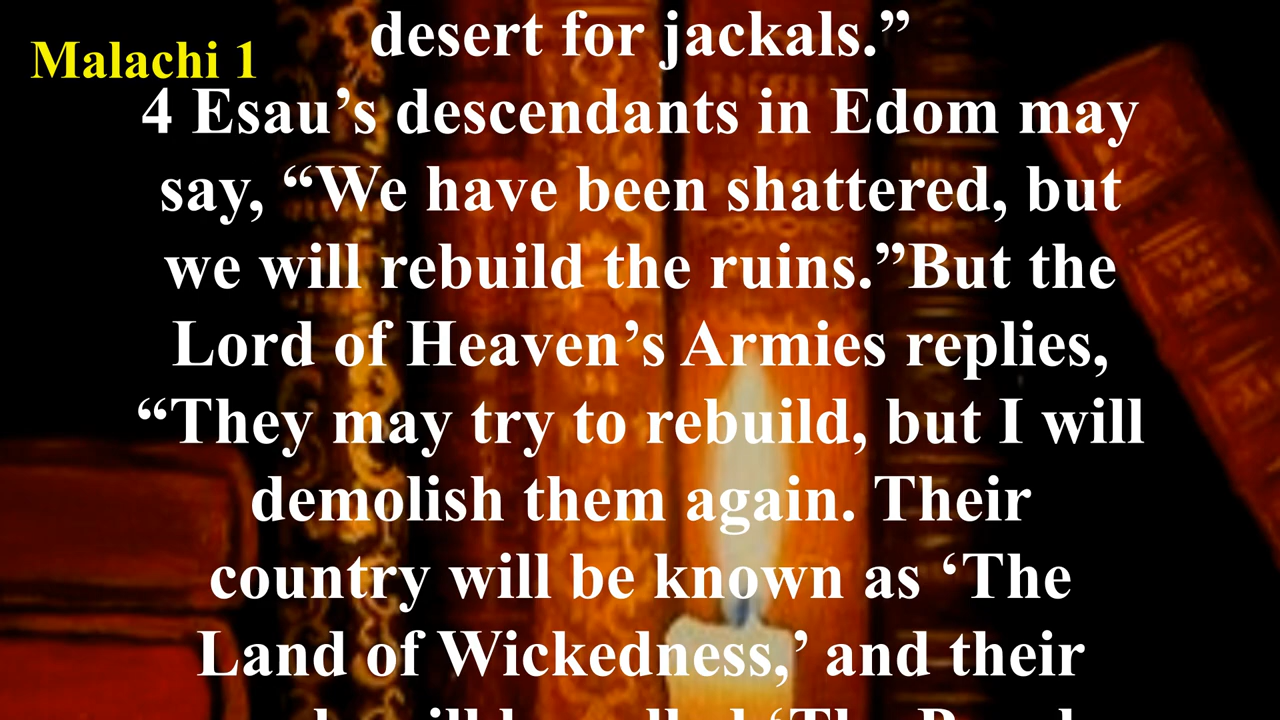 Malachi 1
desert for jackals.”
4 Esau’s descendants in Edom may
say, “We have been shattered, but
we will rebuild the ruins.”But the
Lord of Heaven’s Armies replies,
“They may try to rebuild, but I will
demolish them again. Their
country will be known as ‘The
Land of Wickedness,’ and their